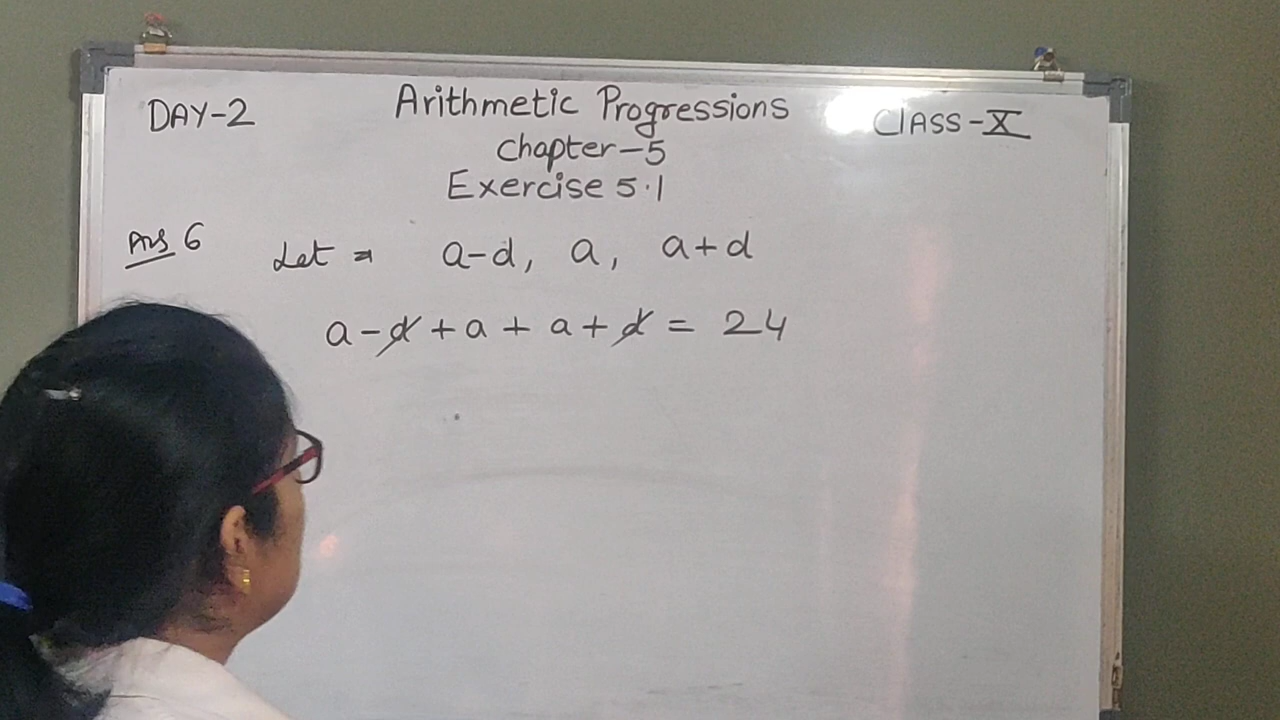 DAY-2
Arithmetic Progressions
Chapter-5
Exercise 5.1
CLASS-X
Ans 6
Let = a-d, a, a+d
a-d+a+a+d = 24